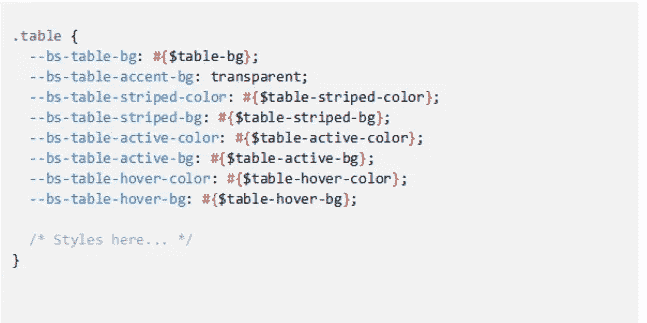 .table {
  --bs-table-bg: #{$table-bg};
  --bs-table-accent-bg: transparent;
  --bs-table-striped-color: #{$table-striped-color};
  --bs-table-striped-bg: #{$table-striped-bg};
  --bs-table-active-color: #{$table-active-color};
  --bs-table-active-bg: #{$table-active-bg};
  --bs-table-hover-color: #{$table-hover-color};
  --bs-table-hover-bg: #{$table-hover-bg};
  /* Styles here... */
}